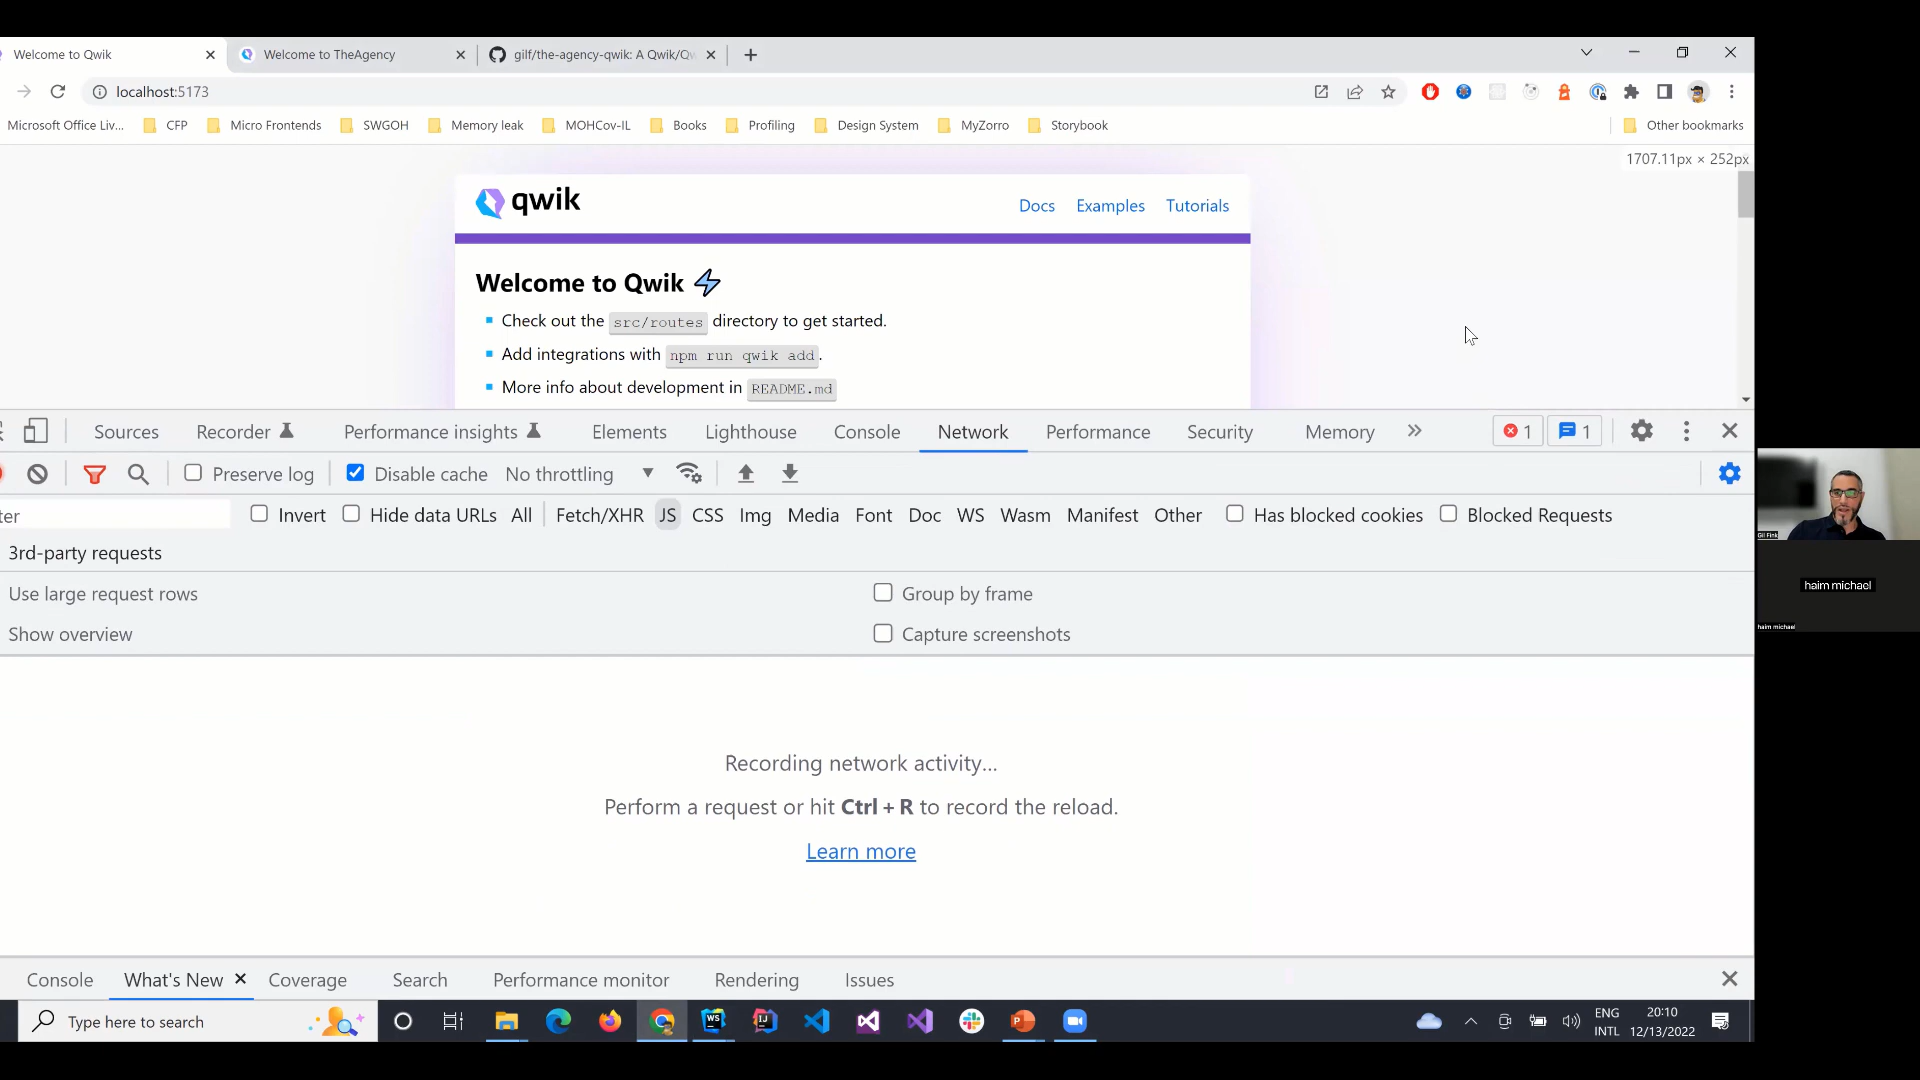 Welcome to Qwik
Welcome to TheAgency
gilf/the-agency-qwik: A Qwik/Qw
localhost:5173
Microsoft Office Liv...
CFP
Micro Frontends
SWGOH
Memory leak
MOHCov-IL
Books
Profiling
Design System
MyZorro
Storybook
Other bookmarks
1707.11px × 252px
qwik
Docs Examples Tutorials
Welcome to Qwik ⚡
Check out the src/routes directory to get started.
Add integrations with npm run qwik add.
More info about development in README.md
Sources Recorder Performance insights Elements Lighthouse Console Network Performance Security Memory » 1 1
Preserve log Disable cache No throttling
ter Invert Hide data URLs All Fetch/XHR JS CSS Img Media Font Doc WS Wasm Manifest Other Has blocked cookies Blocked Requests
3rd-party requests
Use large request rows Group by frame
Show overview Capture screenshots
Gil Fink
haim michael
haim michael
Recording network activity...
Perform a request or hit Ctrl + R to record the reload.
Learn more
Console What's New Coverage Search Performance monitor Rendering Issues
Type here to search
ENG
INTL
20:10
12/13/2022